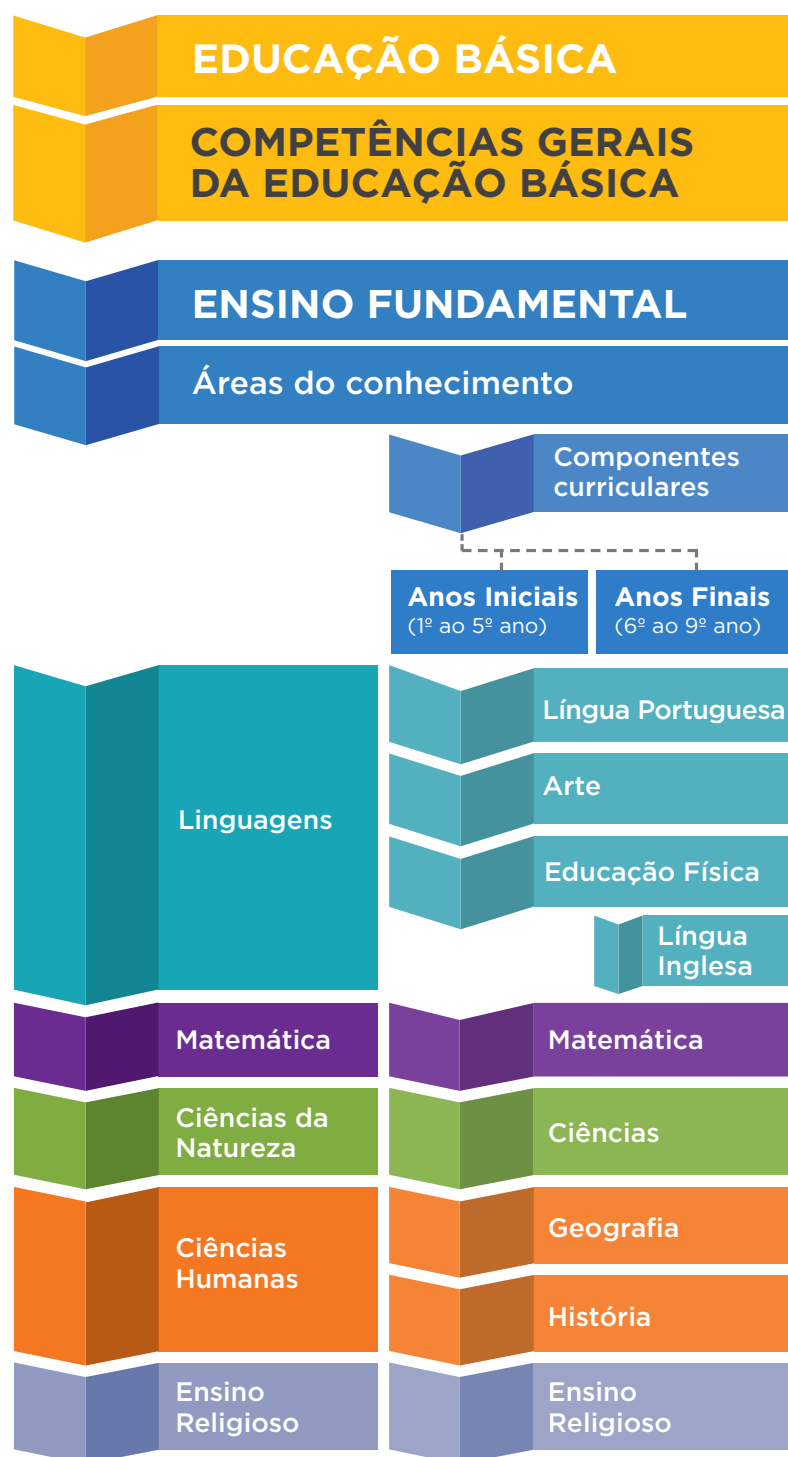 EDUCAÇÃO BÁSICA
COMPETÊNCIAS GERAIS
DA EDUCAÇÃO BÁSICA
ENSINO FUNDAMENTAL
Áreas do conhecimento
Componentes
curriculares
Anos Iniciais
(1º ao 5º ano)
Anos Finais
(6º ao 9º ano)
Linguagens
Língua Portuguesa
Arte
Educação Física
Língua
Inglesa
Matemática
Matemática
Ciências da
Natureza
Ciências
Ciências
Humanas
Geografia
História
Ensino
Religioso
Ensino
Religioso